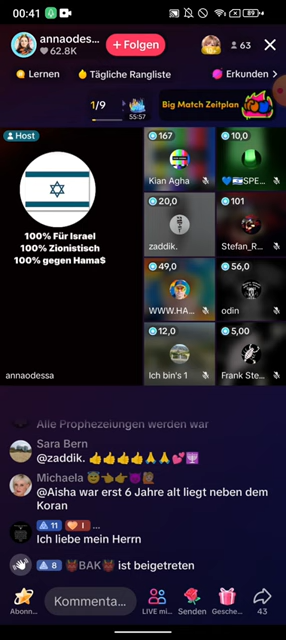 00:41
89
annaodes...
62.8K
+ Folgen
63
Lernen
Tägliche Rangliste
Erkunden >
1/9
55:57
Big Match Zeitplan
Host
100% Für Israel
100% Zionistisch
100% gegen Hama$
annaodessa
167
Kian Agha
10,0
SPE...
20,0
zaddik.
101
Stefan_R...
49,0
WWW.HA...
56,0
odin
12,0
Ich bin's 1
5,00
Frank Ste...
Alle Prophezeiungen werden war
Sara Bern
@zaddik. 👍👍👍👍🙏🙏💕🕎
Michaela 😇👈👉😈
@Aisha war erst 6 Jahre alt liegt neben dem
Koran
11 I ...
Ich liebe mein Herrn
8 👹BAK👹 ist beigetreten
Abonn...
Kommenta...
LIVE mi...
Senden
Gesche...
43